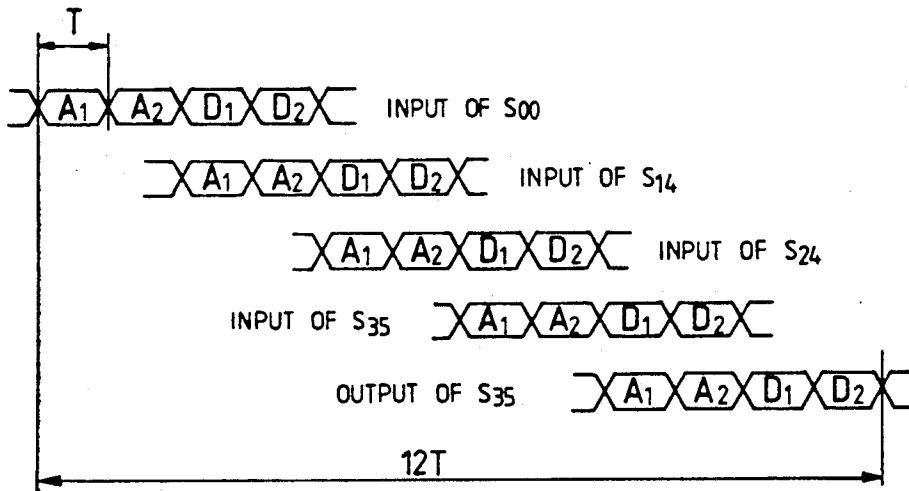 T
A1 A2 D1 D2 INPUT OF S00
A1 A2 D1 D2 INPUT OF S14
A1 A2 D1 D2 INPUT OF S24
INPUT OF S35 A1 A2 D1 D2
OUTPUT OF S35 A1 A2 D1 D2
12T